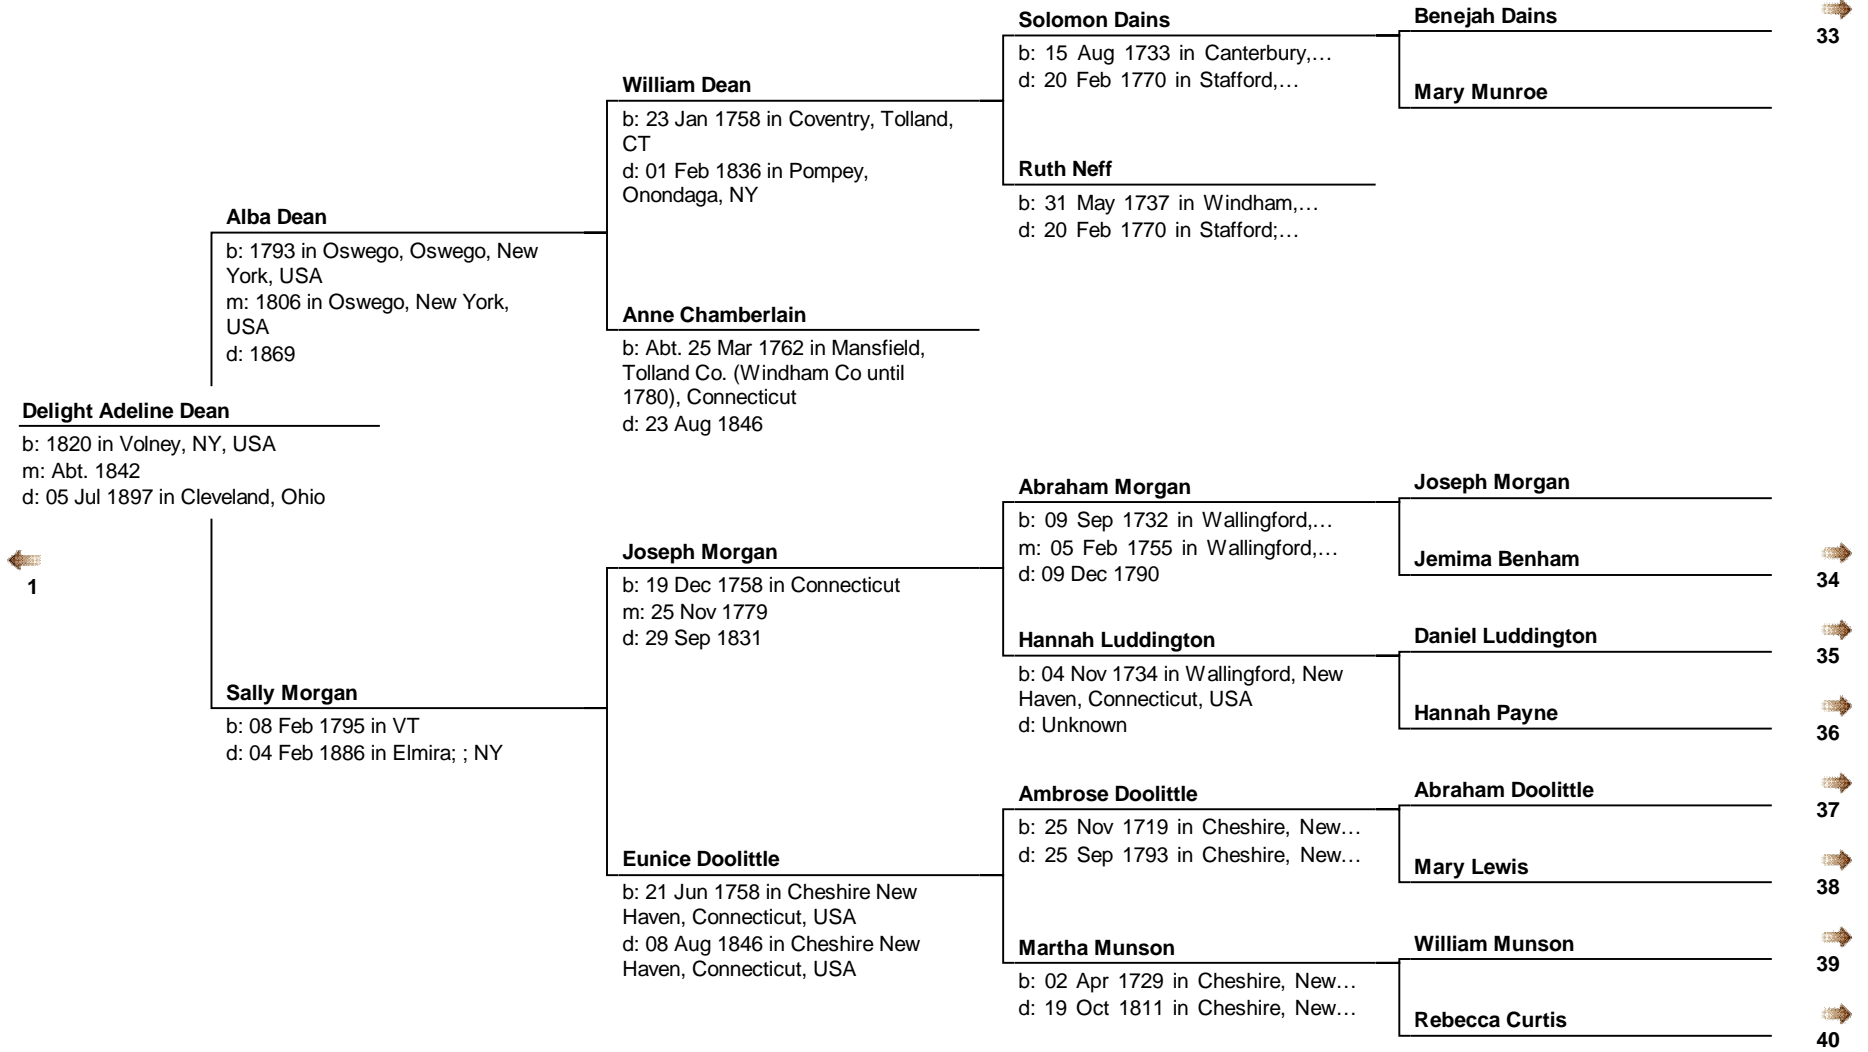 Solomon Dains
b: 15 Aug 1733 in Canterbury,…
d: 20 Feb 1770 in Stafford,…
Benejah Dains
33
Mary Munroe
William Dean
b: 23 Jan 1758 in Coventry, Tolland,
CT
d: 01 Feb 1836 in Pompey,
Onondaga, NY
Ruth Neff
b: 31 May 1737 in Windham,…
d: 20 Feb 1770 in Stafford;…
Alba Dean
b: 1793 in Oswego, Oswego, New
York, USA
m: 1806 in Oswego, New York,
USA
d: 1869
Anne Chamberlain
b: Abt. 25 Mar 1762 in Mansfield,
Tolland Co. (Windham Co until
1780), Connecticut
d: 23 Aug 1846
Delight Adeline Dean
b: 1820 in Volney, NY, USA
m: Abt. 1842
d: 05 Jul 1897 in Cleveland, Ohio
1
Abraham Morgan
b: 09 Sep 1732 in Wallingford,…
m: 05 Feb 1755 in Wallingford,…
d: 09 Dec 1790
Joseph Morgan
Jemima Benham
34
Joseph Morgan
b: 19 Dec 1758 in Connecticut
m: 25 Nov 1779
d: 29 Sep 1831
Hannah Luddington
b: 04 Nov 1734 in Wallingford, New
Haven, Connecticut, USA
d: Unknown
Daniel Luddington
35
Hannah Payne
36
Sally Morgan
b: 08 Feb 1795 in VT
d: 04 Feb 1886 in Elmira; ; NY
Ambrose Doolittle
b: 25 Nov 1719 in Cheshire, New…
d: 25 Sep 1793 in Cheshire, New…
Abraham Doolittle
37
Mary Lewis
38
Eunice Doolittle
b: 21 Jun 1758 in Cheshire New
Haven, Connecticut, USA
d: 08 Aug 1846 in Cheshire New
Haven, Connecticut, USA
Martha Munson
b: 02 Apr 1729 in Cheshire, New…
d: 19 Oct 1811 in Cheshire, New…
William Munson
39
Rebecca Curtis
40